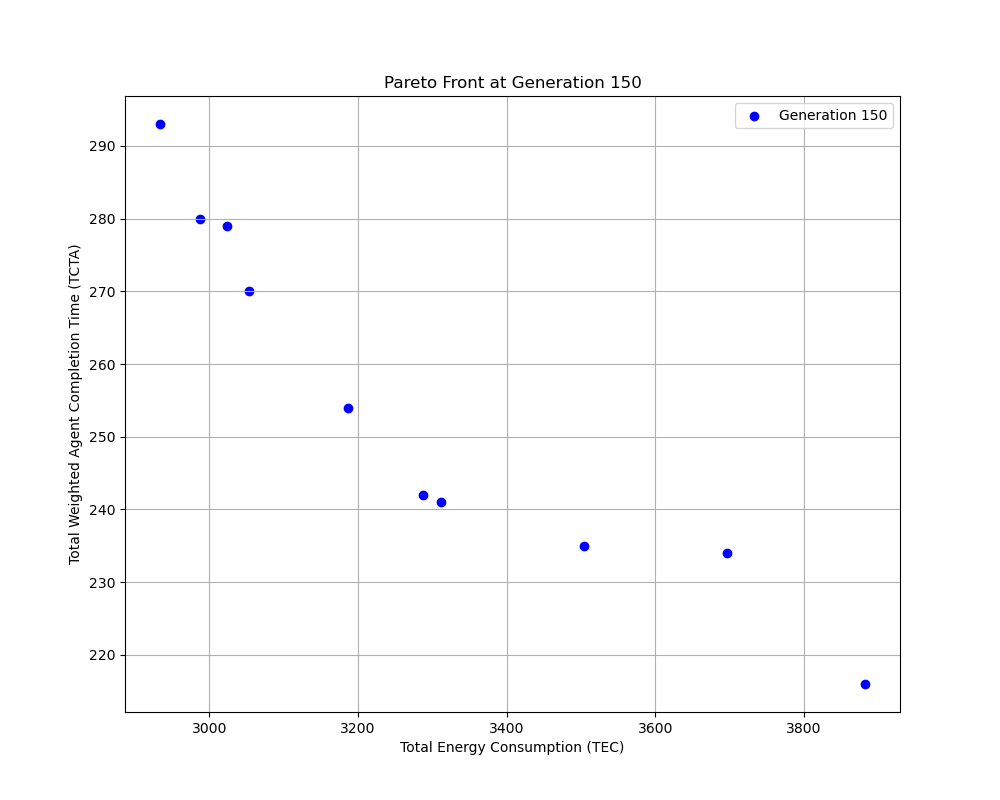 Pareto Front at Generation 150
Generation 150
Total Weighted Agent Completion Time (TCTA)
290
280
270
260
250
240
230
220
3000 3200 3400 3600 3800
Total Energy Consumption (TEC)